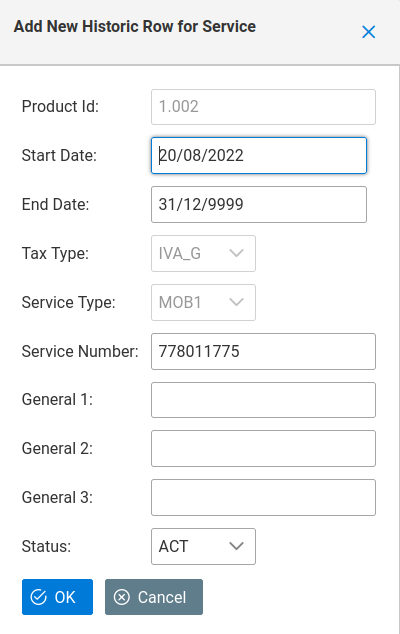 Add New Historic Row for Service
Product Id: 1.002
Start Date: 20/08/2022
End Date: 31/12/9999
Tax Type: IVA_G
Service Type: MOB1
Service Number: 778011775
General 1:
General 2:
General 3:
Status: ACT
OK Cancel